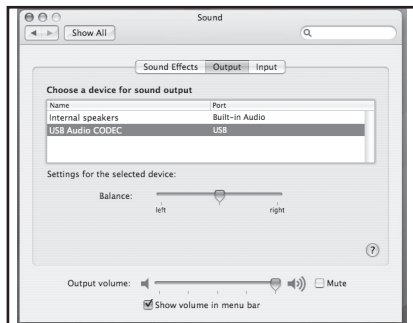 Sound
Show All
Sound Effects Output Input
Choose a device for sound output
Name Port
Internal speakers Built-in Audio
USB Audio CODEC USB
Settings for the selected device:
Balance:
left right
?
Output volume: Mute
Show volume in menu bar